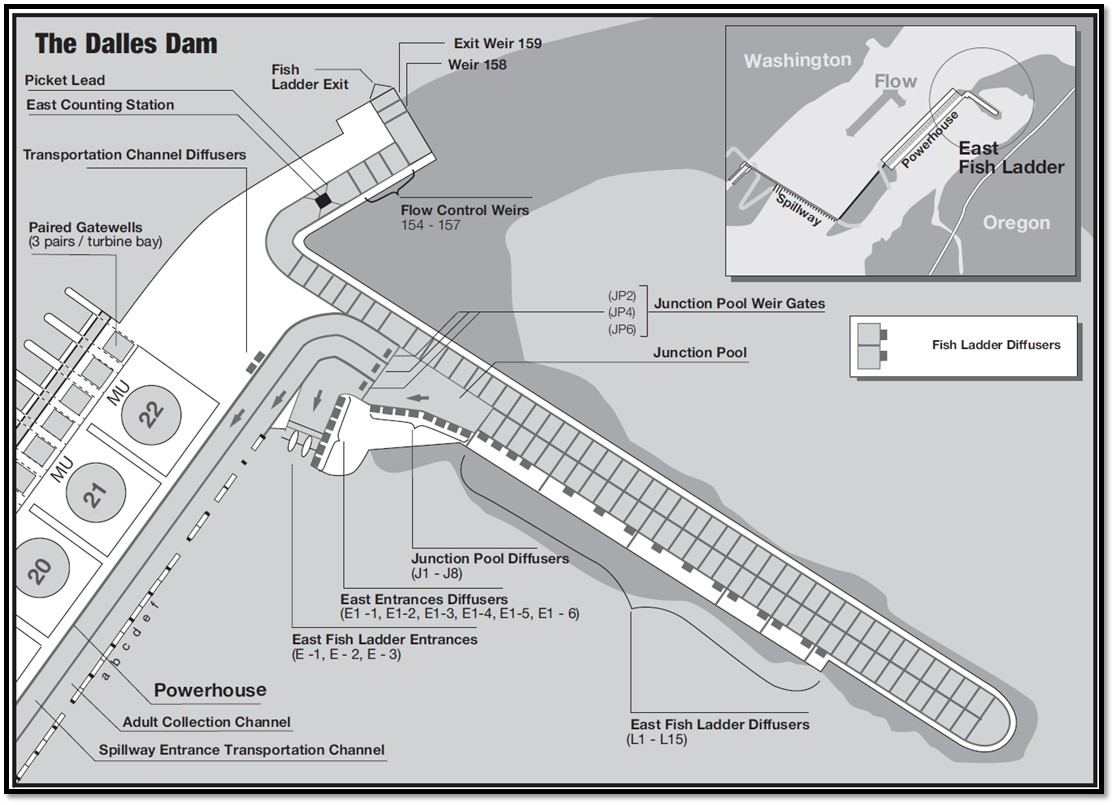 The Dalles Dam
Exit Weir 159
Weir 158
Fish
Ladder Exit
Picket Lead
East Counting Station
Transportation Channel Diffusers
Paired Gatewells
(3 pairs / turbine bay)
Flow Control Weirs
154 - 157
Washington
Flow
Powerhouse
East
Fish Ladder
Spillway
Oregon
(JP2)
(JP4)
(JP6)
Junction Pool Weir Gates
Junction Pool
Fish Ladder Diffusers
MU
22
MU
21
20
a b c d e f
Junction Pool Diffusers
(J1 - J8)
East Entrances Diffusers
(E1 -1, E1-2, E1-3, E1-4, E1-5, E1 - 6)
East Fish Ladder Entrances
(E -1, E - 2, E - 3)
Powerhouse
Adult Collection Channel
Spillway Entrance Transportation Channel
East Fish Ladder Diffusers
(L1 - L15)